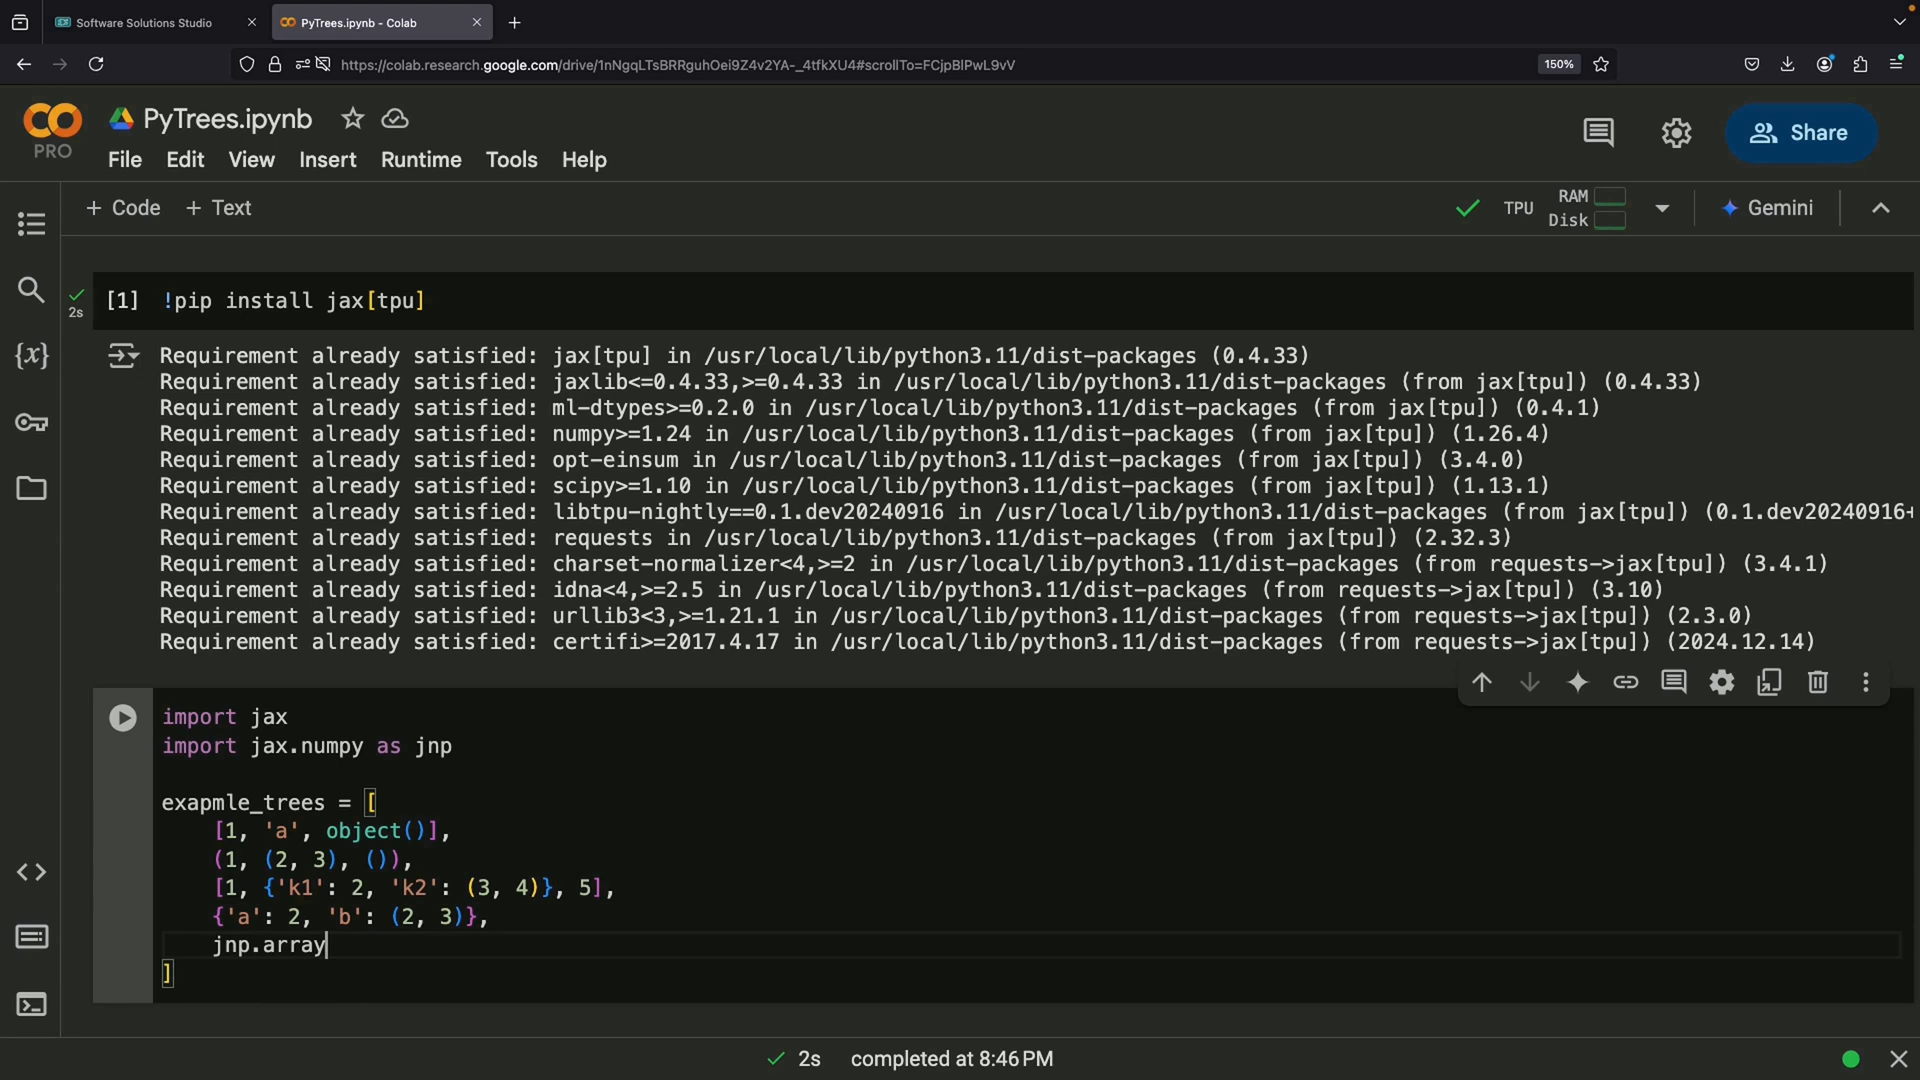 Software Solutions Studio
PyTrees.ipynb - Colab
https://colab.research.google.com/drive/1nNgqLTsBRRguhOei9Z4v2YA-_4tfkXU4#scrollTo=FCjpBlPwL9vV
150%
PRO
PyTrees.ipynb
File Edit View Insert Runtime Tools Help
Share
+ Code + Text
TPU
RAM
Disk
Gemini
2s
[1] !pip install jax[tpu]
Requirement already satisfied: jax[tpu] in /usr/local/lib/python3.11/dist-packages (0.4.33)
Requirement already satisfied: jaxlib<=0.4.33,>=0.4.33 in /usr/local/lib/python3.11/dist-packages (from jax[tpu]) (0.4.33)
Requirement already satisfied: ml-dtypes>=0.2.0 in /usr/local/lib/python3.11/dist-packages (from jax[tpu]) (0.4.1)
Requirement already satisfied: numpy>=1.24 in /usr/local/lib/python3.11/dist-packages (from jax[tpu]) (1.26.4)
Requirement already satisfied: opt-einsum in /usr/local/lib/python3.11/dist-packages (from jax[tpu]) (3.4.0)
Requirement already satisfied: scipy>=1.10 in /usr/local/lib/python3.11/dist-packages (from jax[tpu]) (1.13.1)
Requirement already satisfied: libtpu-nightly==0.1.dev20240916 in /usr/local/lib/python3.11/dist-packages (from jax[tpu]) (0.1.dev20240916+
Requirement already satisfied: requests in /usr/local/lib/python3.11/dist-packages (from jax[tpu]) (2.32.3)
Requirement already satisfied: charset-normalizer<4,>=2 in /usr/local/lib/python3.11/dist-packages (from requests->jax[tpu]) (3.4.1)
Requirement already satisfied: idna<4,>=2.5 in /usr/local/lib/python3.11/dist-packages (from requests->jax[tpu]) (3.10)
Requirement already satisfied: urllib3<3,>=1.21.1 in /usr/local/lib/python3.11/dist-packages (from requests->jax[tpu]) (2.3.0)
Requirement already satisfied: certifi>=2017.4.17 in /usr/local/lib/python3.11/dist-packages (from requests->jax[tpu]) (2024.12.14)
import jax
import jax.numpy as jnp
exapmle_trees = [
[1, 'a', object()],
(1, (2, 3), ()),
[1, {'k1': 2, 'k2': (3, 4)}, 5],
{'a': 2, 'b': (2, 3)},
jnp.array
]
2s completed at 8:46 PM